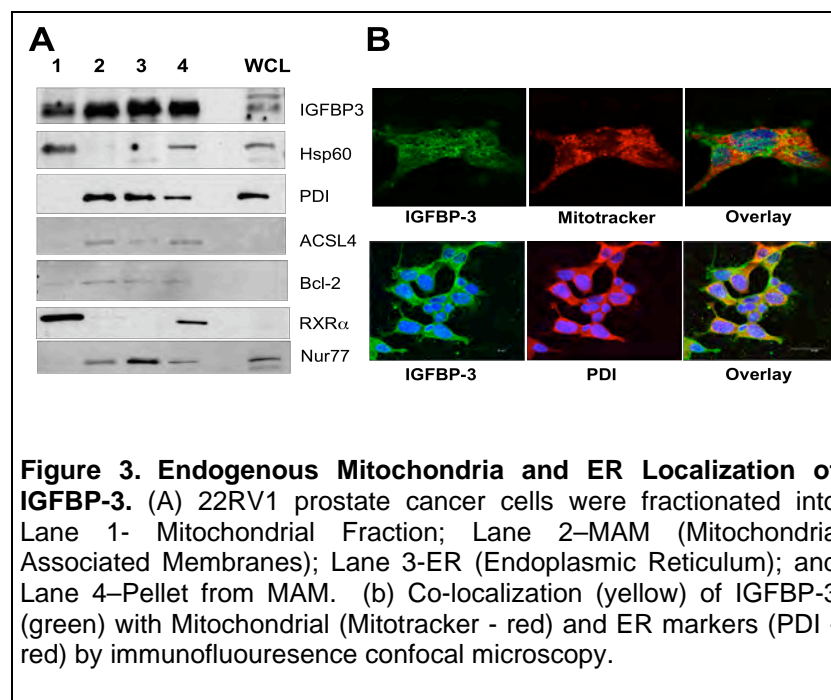 A
B
1 2 3 4 WCL
IGFBP3
Hsp60
PDI
ACSL4
Bcl-2
RXRα
Nur77
IGFBP-3 Mitotracker Overlay
IGFBP-3 PDI Overlay
Figure 3. Endogenous Mitochondria and ER Localization of
IGFBP-3. (A) 22RV1 prostate cancer cells were fractionated into
Lane 1- Mitochondrial Fraction; Lane 2–MAM (Mitochondria
Associated Membranes); Lane 3-ER (Endoplasmic Reticulum); and
Lane 4–Pellet from MAM. (b) Co-localization (yellow) of IGFBP-3
(green) with Mitochondrial (Mitotracker - red) and ER markers (PDI -
red) by immunofluouresence confocal microscopy.